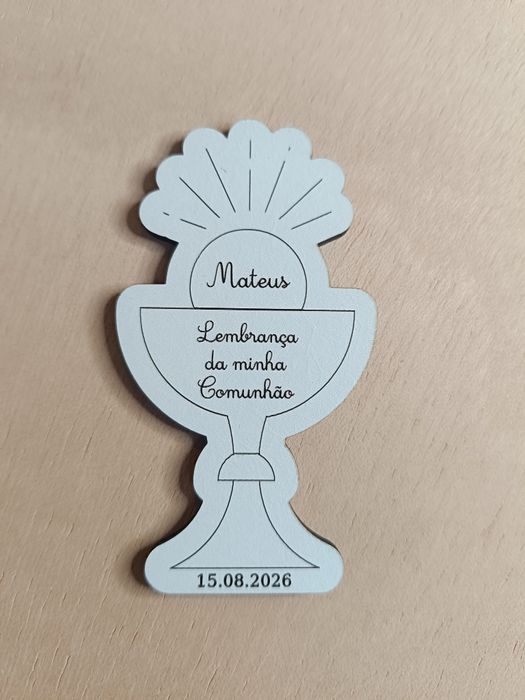 Mateus
Lembrança
da minha
Comunhão
15.08.2026